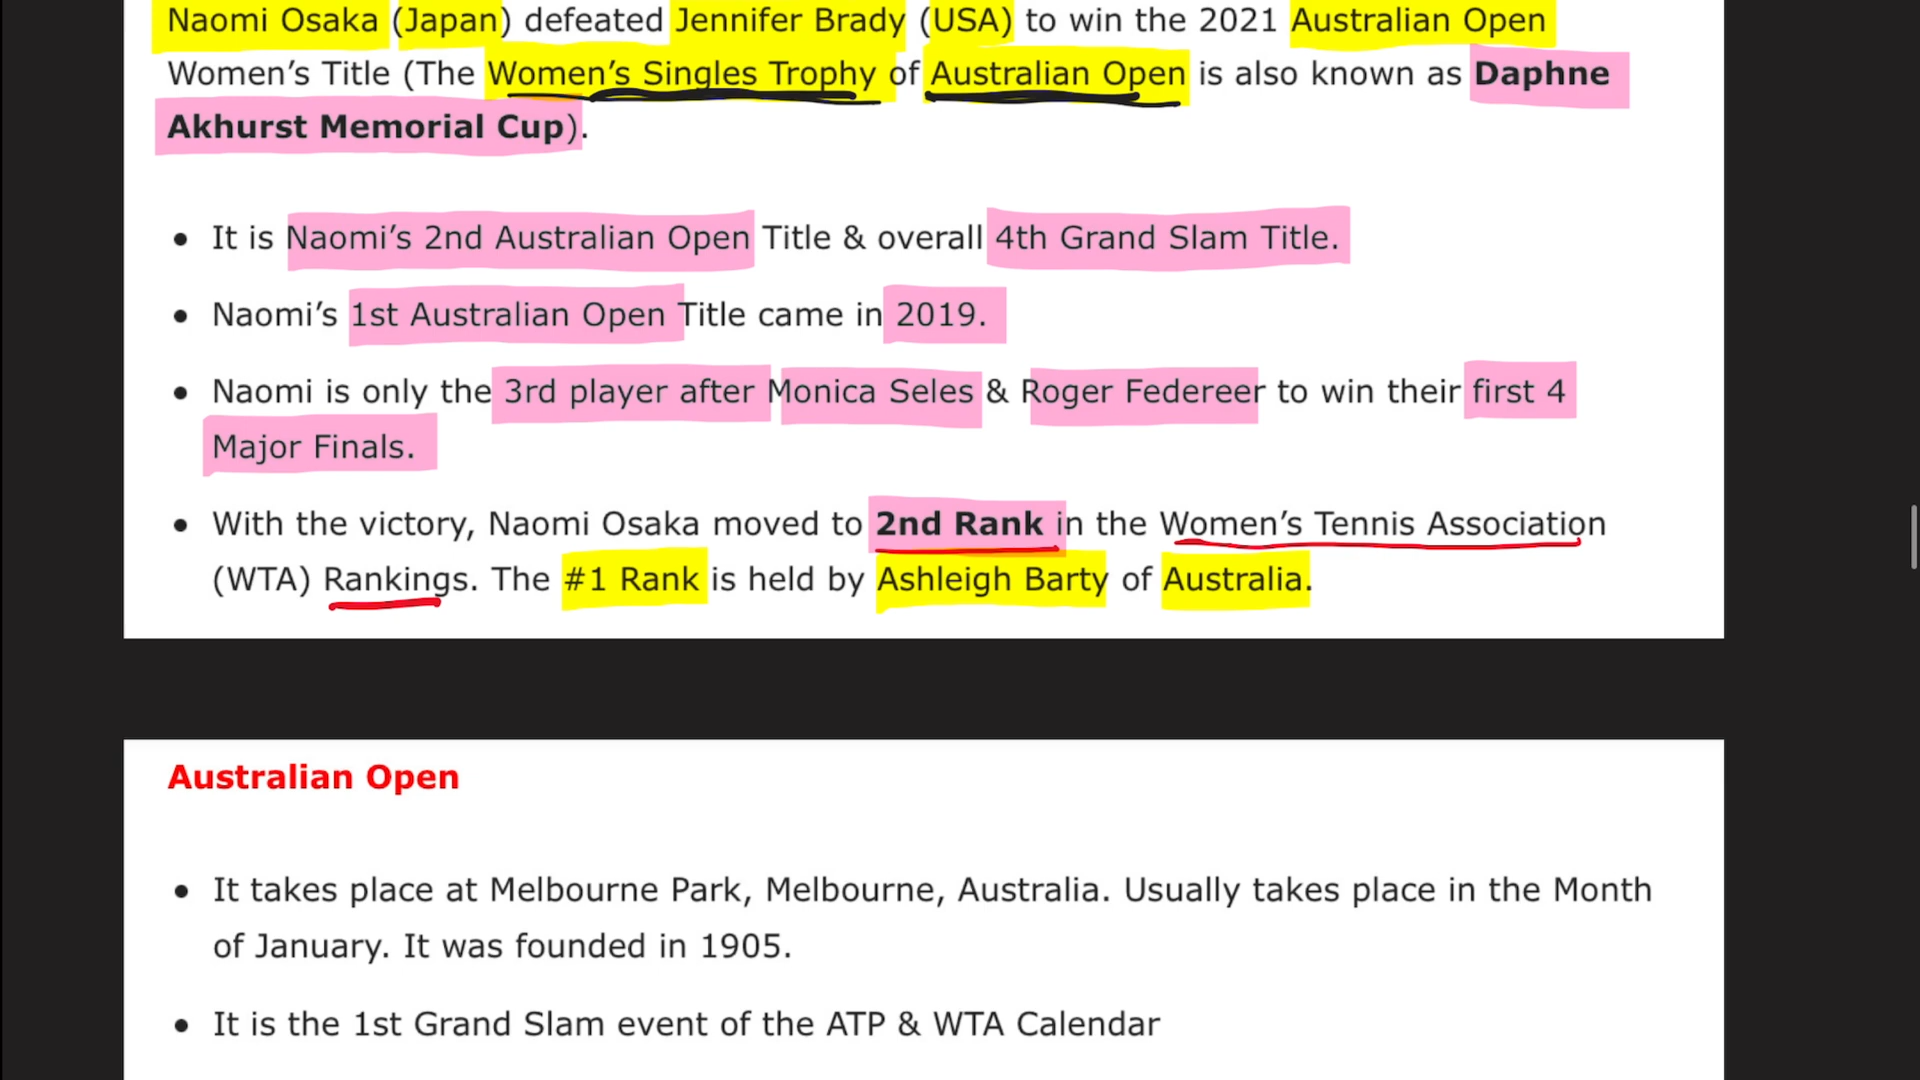 Naomi Osaka (Japan) defeated Jennifer Brady (USA) to win the 2021 Australian Open
Women’s Title (The Women’s Singles Trophy of Australian Open is also known as Daphne
Akhurst Memorial Cup).
• It is Naomi’s 2nd Australian Open Title & overall 4th Grand Slam Title.
• Naomi’s 1st Australian Open Title came in 2019.
• Naomi is only the 3rd player after Monica Seles & Roger Federeer to win their first 4
Major Finals.
• With the victory, Naomi Osaka moved to 2nd Rank in the Women’s Tennis Association
(WTA) Rankings. The #1 Rank is held by Ashleigh Barty of Australia.
Australian Open
• It takes place at Melbourne Park, Melbourne, Australia. Usually takes place in the Month
of January. It was founded in 1905.
• It is the 1st Grand Slam event of the ATP & WTA Calendar